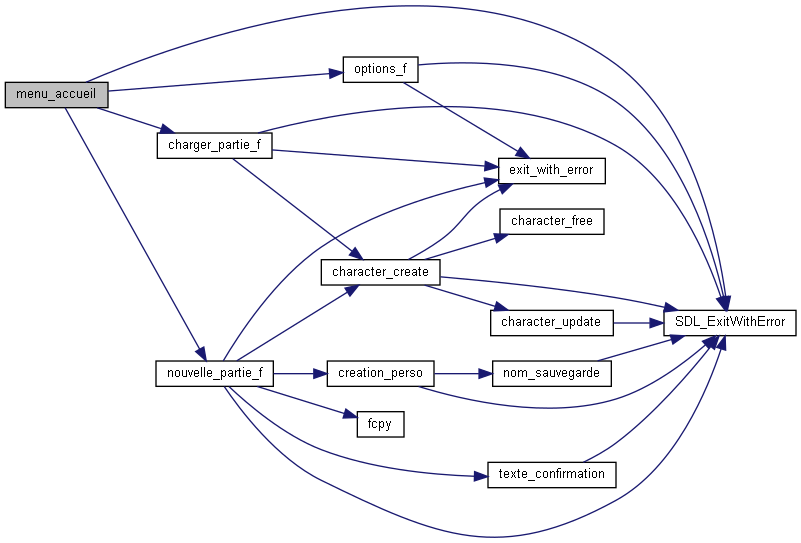 menu_accueil
options_f
charger_partie_f
exit_with_error
character_free
character_create
character_update
SDL_ExitWithError
nouvelle_partie_f
creation_perso
nom_sauvegarde
fcpy
texte_confirmation